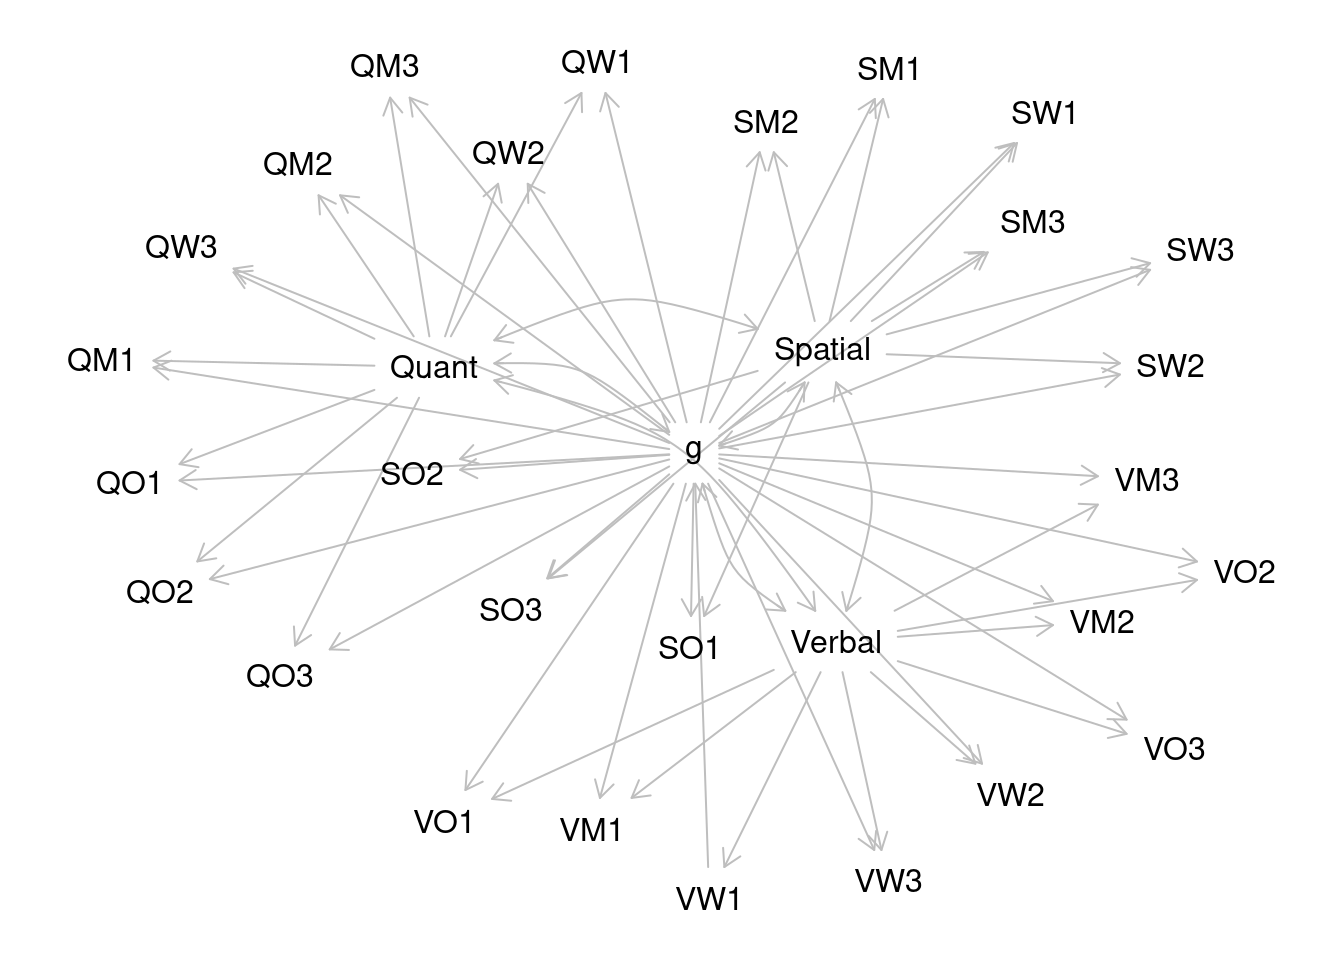 QW1
QM3
SM1
SW1
SM2
QW2
QM2
SM3
QW3
SW3
Spatial
QM1
Quant
SW2
g
SO2
VM3
QO1
VO2
QO2
SO3
VM2
Verbal
SO1
QO3
VO3
VW2
VO1
VM1
VW3
VW1